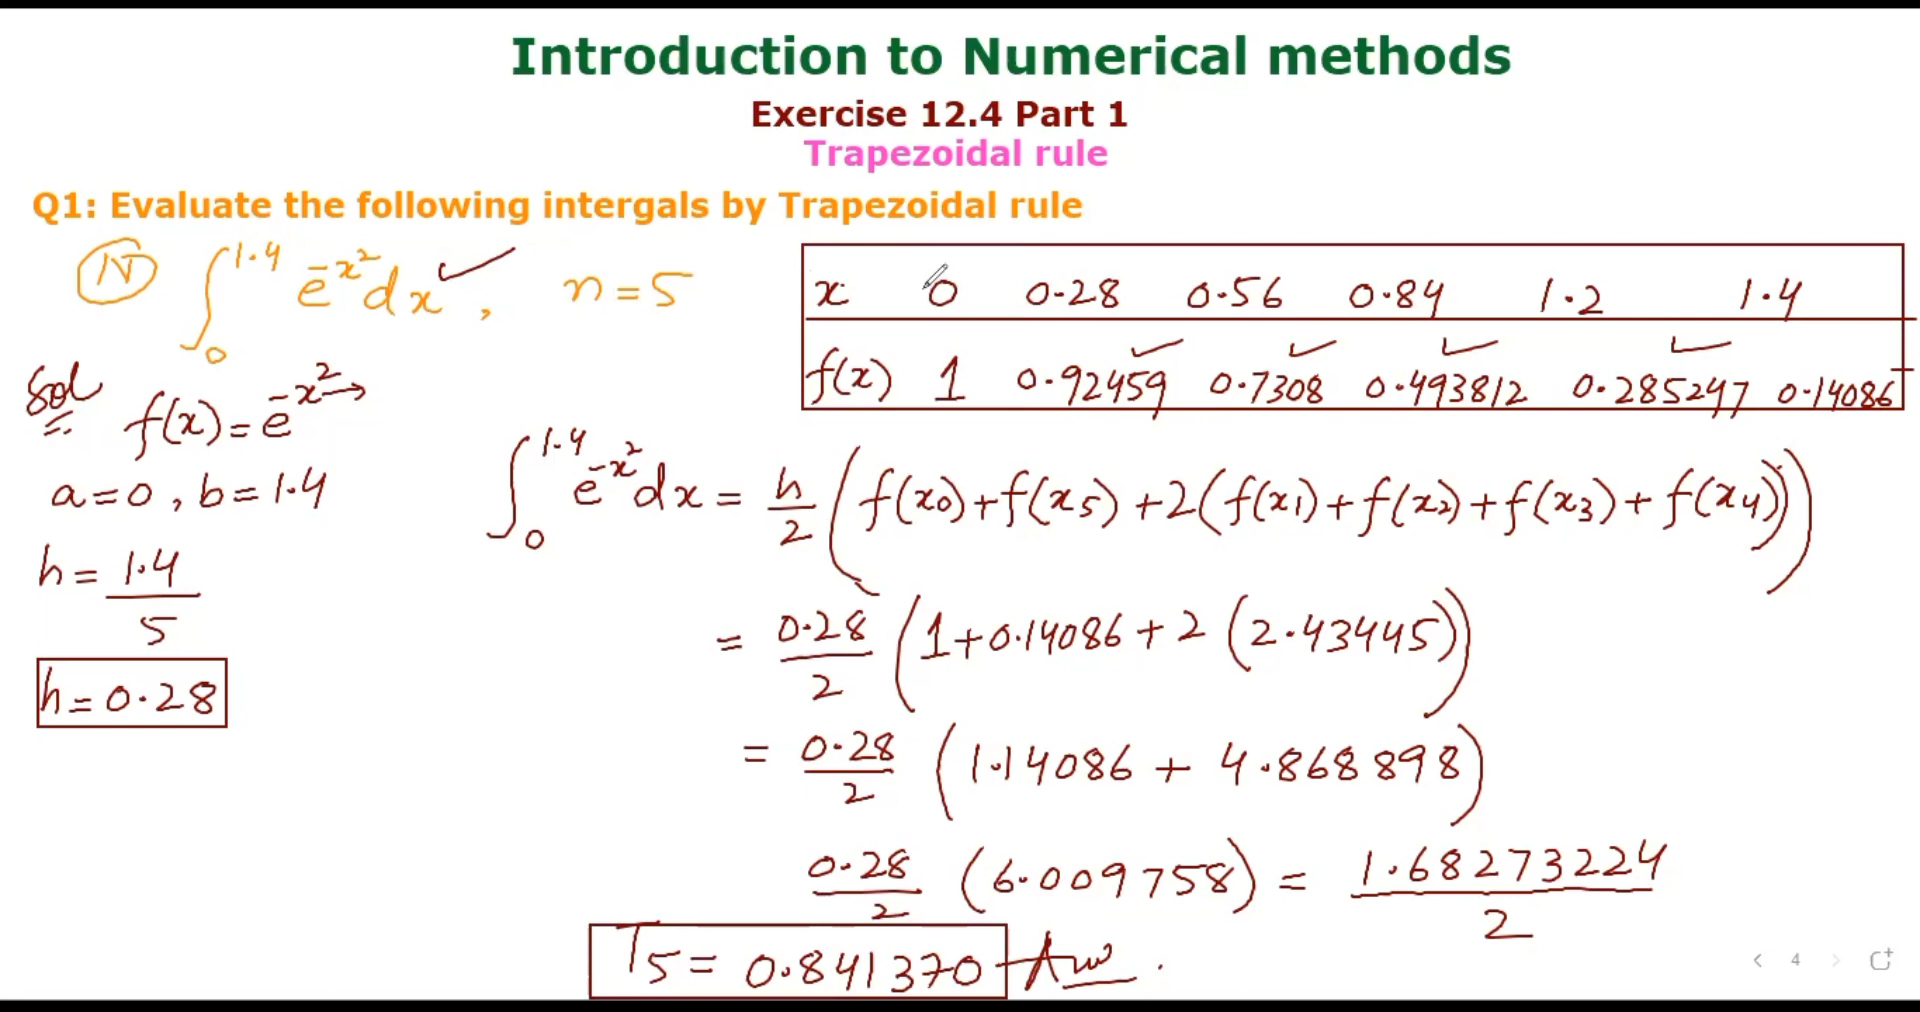 Introduction to Numerical methods
Exercise 12.4 Part 1
Trapezoidal rule
Q1: Evaluate the following intergals by Trapezoidal rule
(iv) ∫₀^1.4 e^-x² dx ✓, n = 5
x 0 0.28 0.56 0.84 1.2 1.4
f(x) 1 0.92459 0.7308 0.493812 0.285247 0.14086
Sol
f(x) = e^-x²
a = 0, b = 1.4
h = 1.4/5
h = 0.28
∫₀^1.4 e^-x² dx = h/2 (f(x0) + f(x5) + 2(f(x1) + f(x2) + f(x3) + f(x4)))
= 0.28/2 (1 + 0.14086 + 2 (2.43445))
= 0.28/2 (1.14086 + 4.868898)
0.28/2 (6.009758) = 1.68273224/2
T5 = 0.841370 Ans.
4